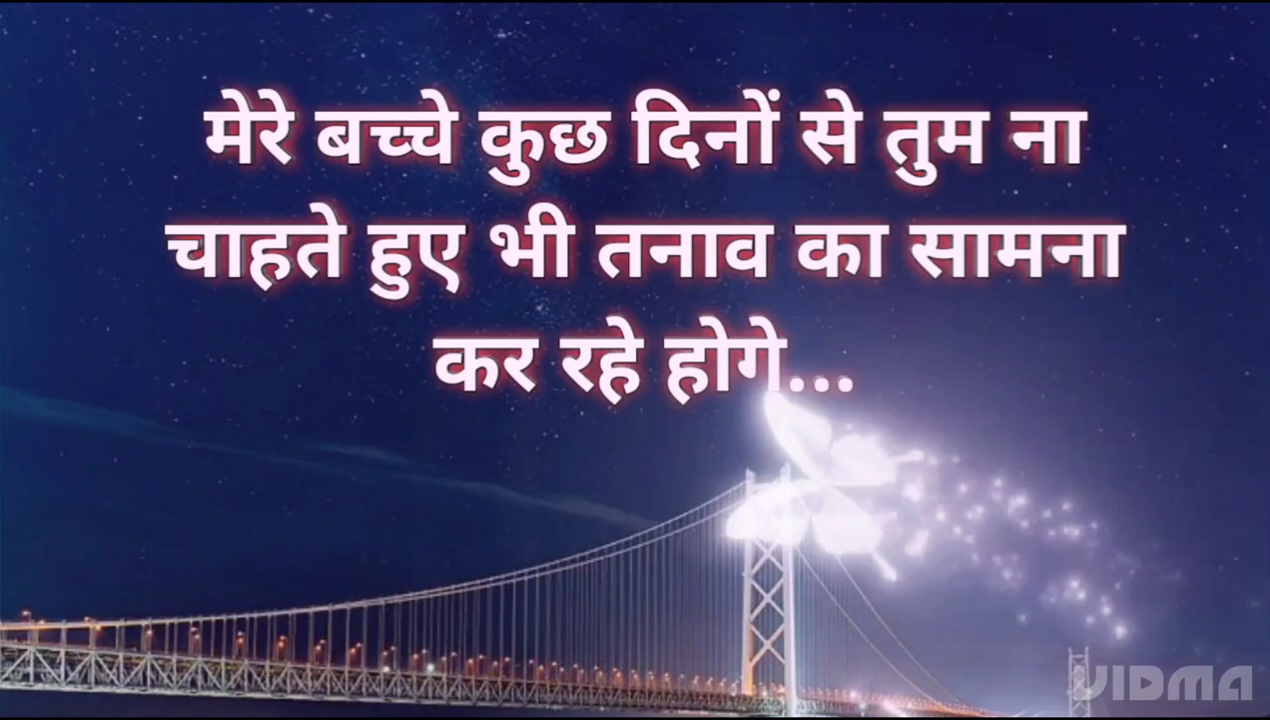 मेरे बच्चे कुछ दिनों से तुम ना
चाहते हुए भी तनाव का सामना
कर रहे होगे...
VIDMA